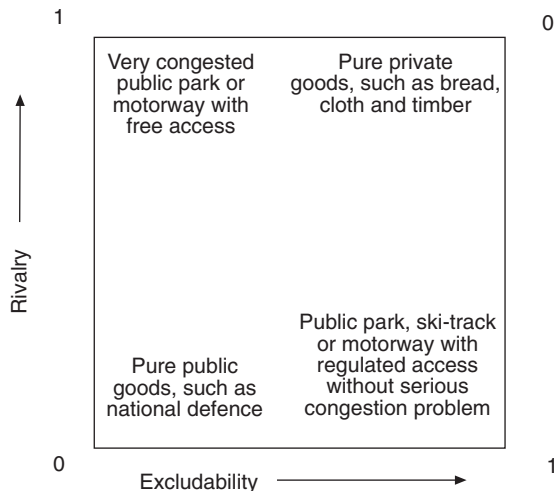 1
0
Very congested
public park or
motorway with
free access
Pure private
goods, such as bread,
cloth and timber
Rivalry
Pure public
goods, such as
national defence
Public park, ski-track
or motorway with
regulated access
without serious
congestion problem
0
Excludability
1